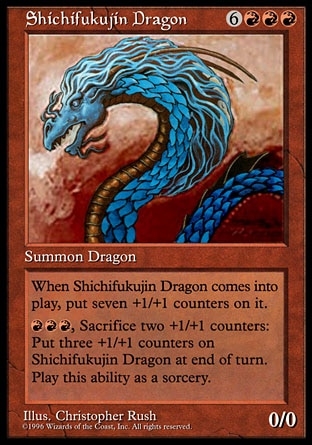 Shichifukujin Dragon 6
Summon Dragon
When Shichifukujin Dragon comes into
play, put seven +1/+1 counters on it.
, Sacrifice two +1/+1 counters:
Put three +1/+1 counters on
Shichifukujin Dragon at end of turn.
Play this ability as a sorcery.
Illus. Christopher Rush
©1996 Wizards of the Coast, Inc. All rights reserved.
0/0